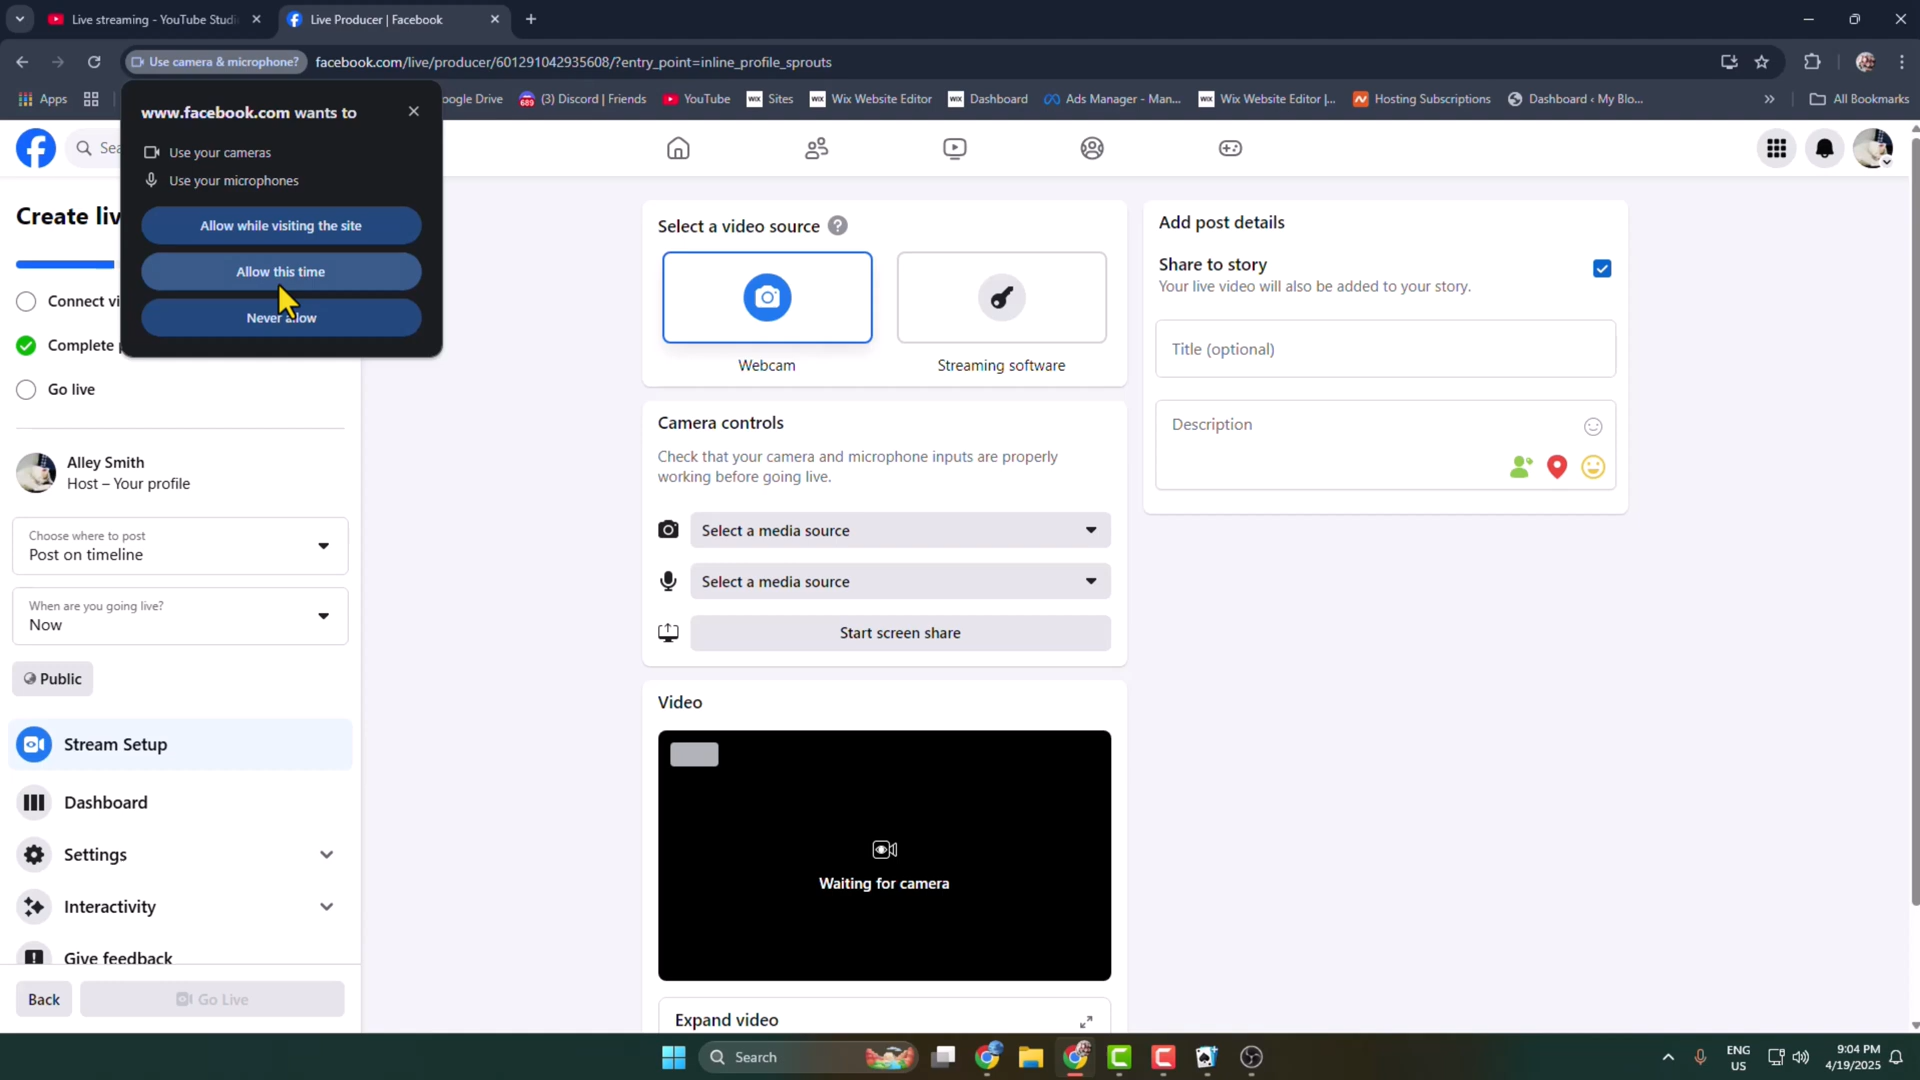 Live streaming - YouTube Studi
Live Producer | Facebook
Use camera & microphone?
facebook.com/live/producer/601291042935608/?entry_point=inline_profile_sprouts
Apps
oogle Drive
(3) Discord | Friends
YouTube
Sites
Wix Website Editor
Dashboard
Ads Manager - Man...
Wix Website Editor |...
Hosting Subscriptions
Dashboard ‹ My Blo...
All Bookmarks
www.facebook.com wants to
Use your cameras
Use your microphones
Allow while visiting the site
Allow this time
Never allow
Sea
Create liv
Connect vi
Complete p
Go live
Alley Smith
Host – Your profile
Choose where to post
Post on timeline
When are you going live?
Now
Public
Stream Setup
Dashboard
Settings
Interactivity
Give feedback
Back
Go Live
Select a video source
Webcam
Streaming software
Camera controls
Check that your camera and microphone inputs are properly
working before going live.
Select a media source
Select a media source
Start screen share
Video
Waiting for camera
Expand video
Add post details
Share to story
Your live video will also be added to your story.
Title (optional)
Description
Search
ENG
US
9:04 PM
4/19/2025